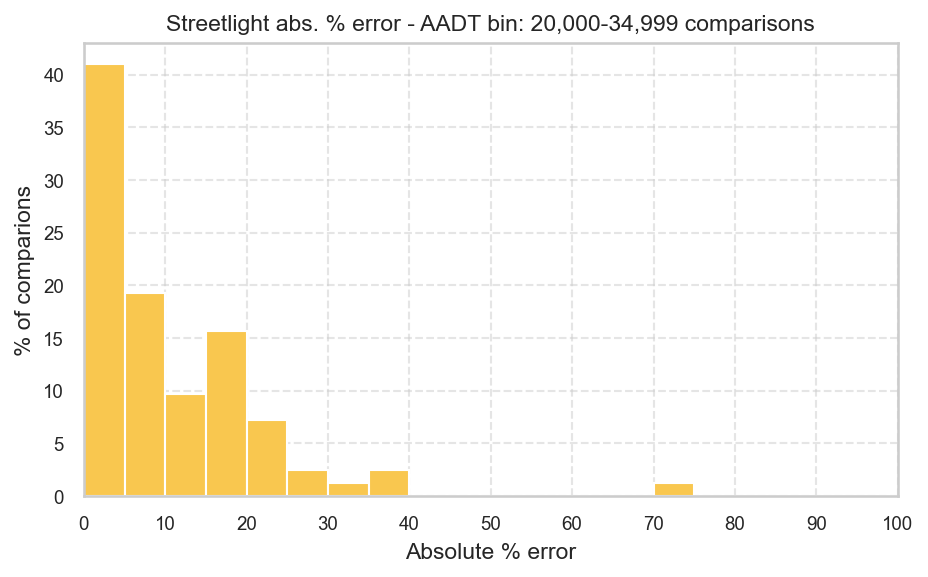 Streetlight abs. % error - AADT bin: 20,000-34,999 comparisons
% of comparions
40
35
30
25
20
15
10
5
0
0 10 20 30 40 50 60 70 80 90 100
Absolute % error